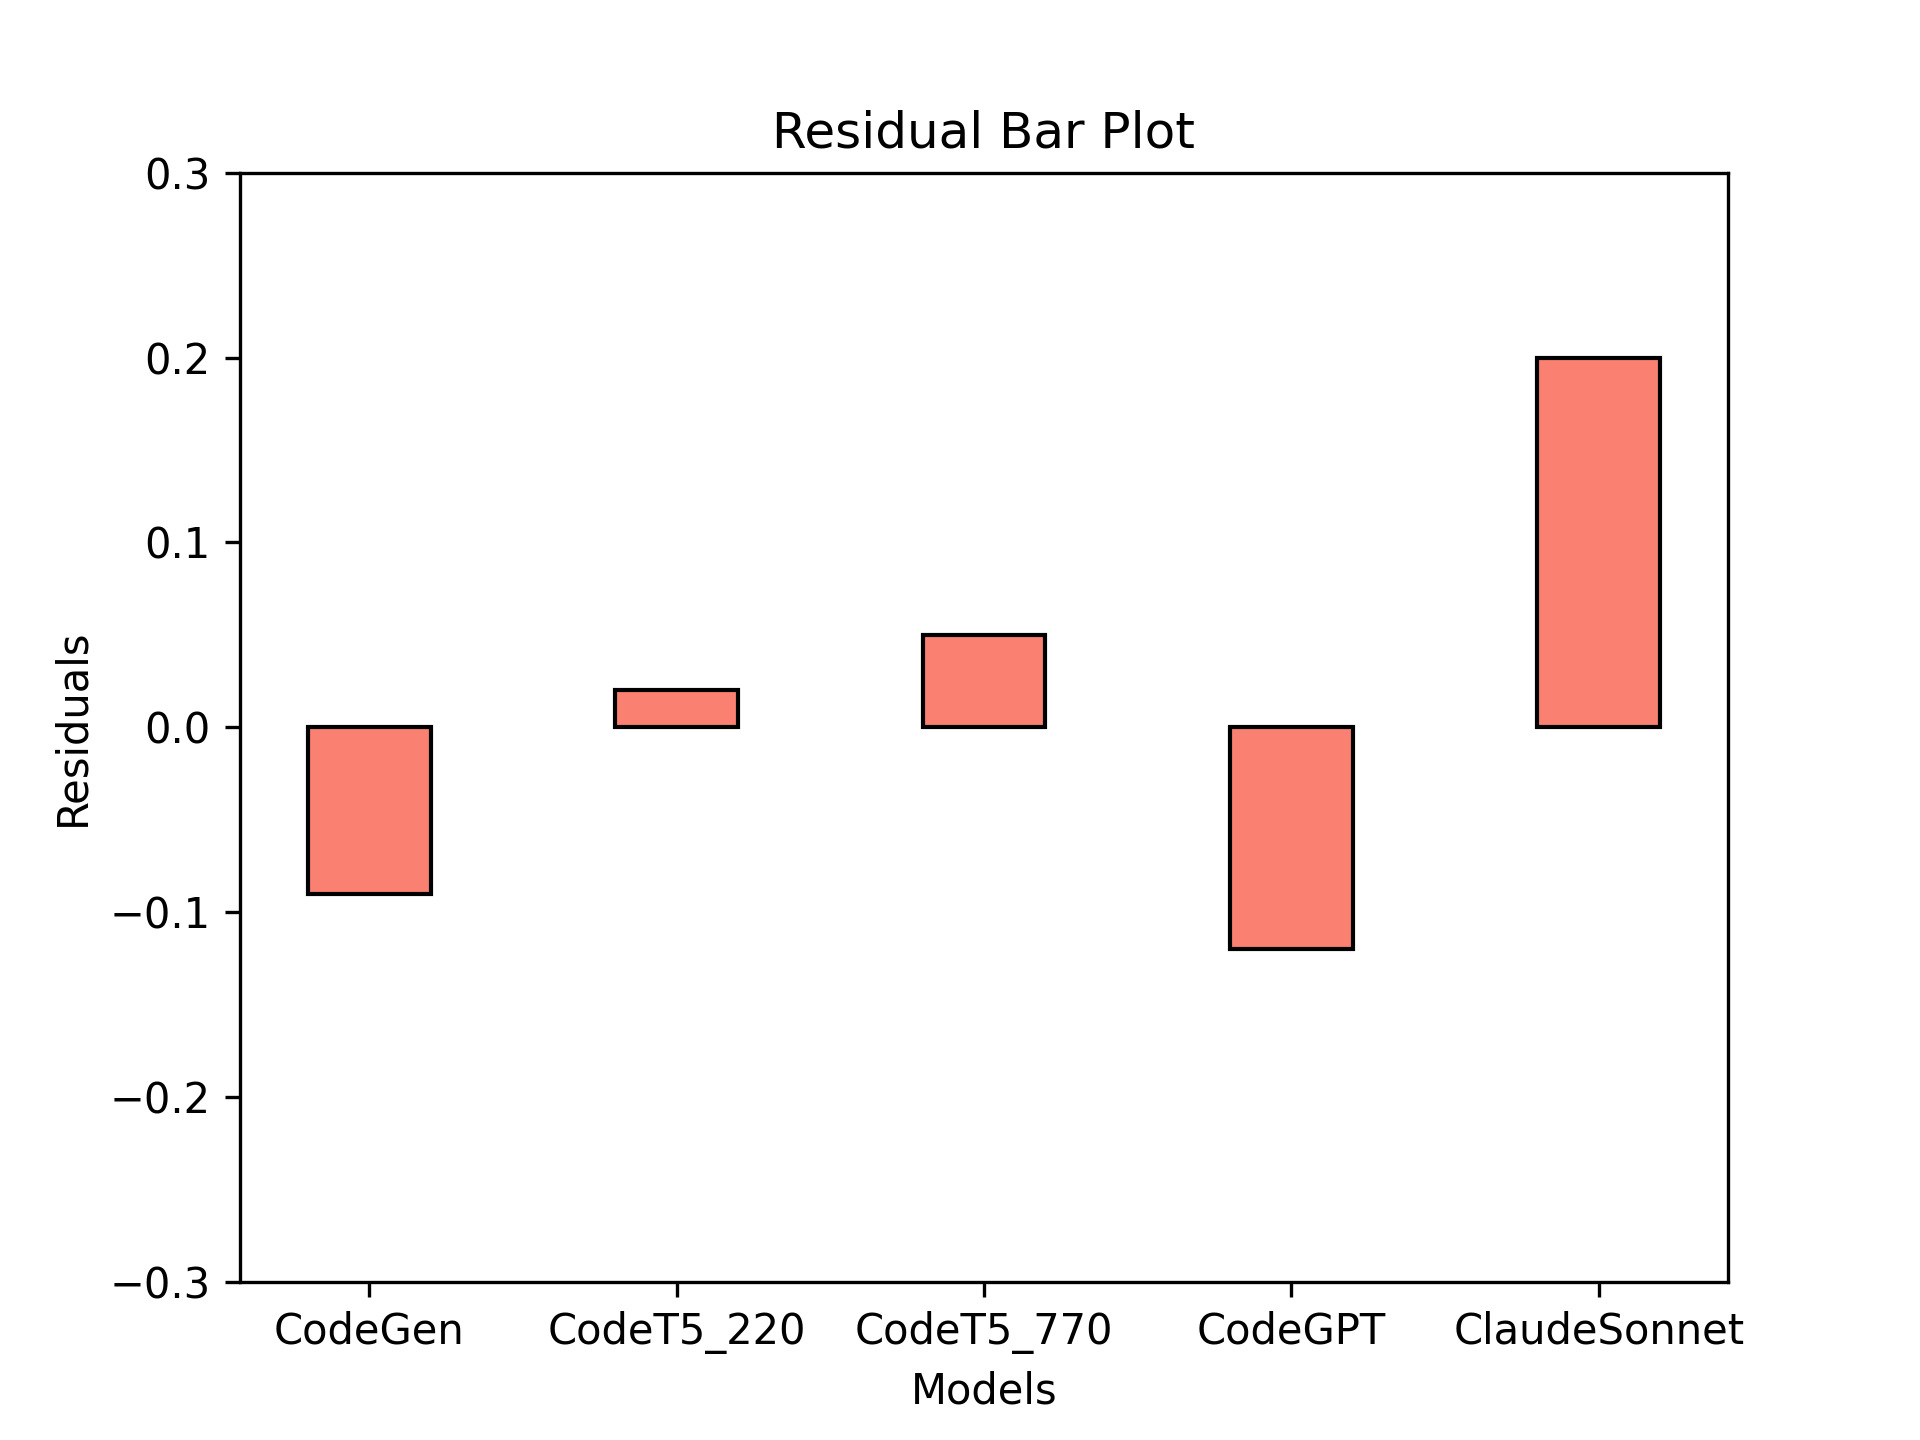 Residual Bar Plot
0.3
0.2
0.1
0.0
−0.1
−0.2
−0.3
Residuals
CodeGen CodeT5_220 CodeT5_770 CodeGPT ClaudeSonnet
Models